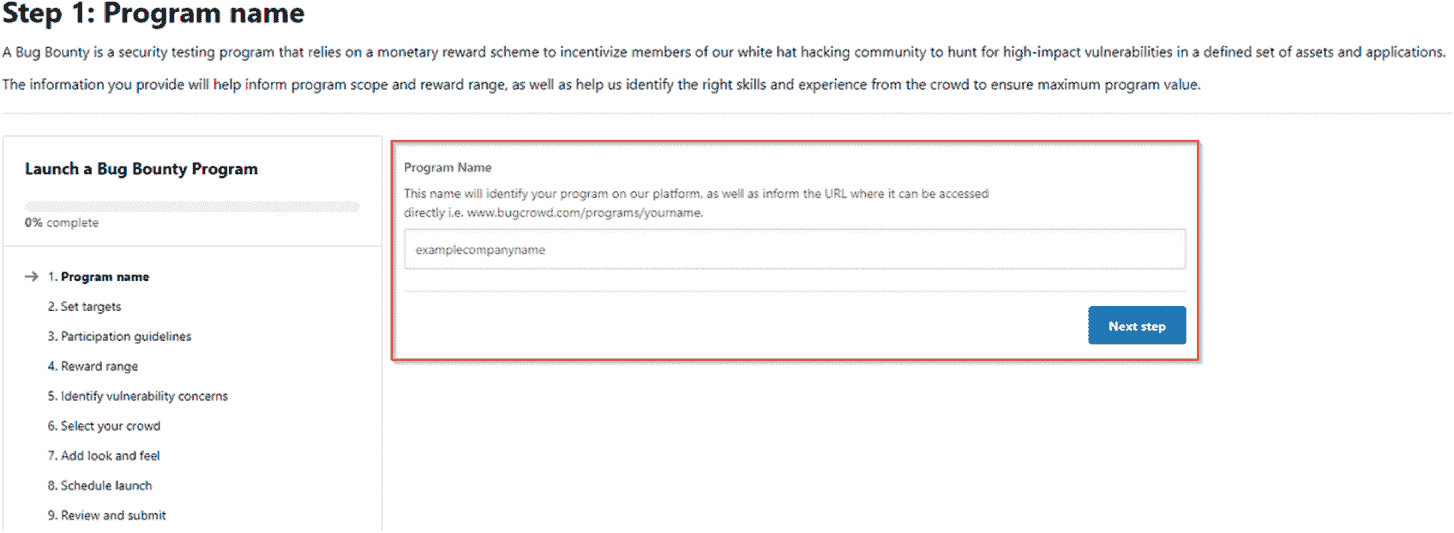 Step 1: Program name
A Bug Bounty is a security testing program that relies on a monetary reward scheme to incentivize members of our white hat hacking community to hunt for high-impact vulnerabilities in a defined set of assets and applications.
The information you provide will help inform program scope and reward range, as well as help us identify the right skills and experience from the crowd to ensure maximum program value.
Launch a Bug Bounty Program
0% complete
→ 1. Program name
2. Set targets
3. Participation guidelines
4. Reward range
5. Identify vulnerability concerns
6. Select your crowd
7. Add look and feel
8. Schedule launch
9. Review and submit
Program Name
This name will identify your program on our platform, as well as inform the URL where it can be accessed
directly i.e. www.bugcrowd.com/programs/yourname.
examplecompanyname
Next step